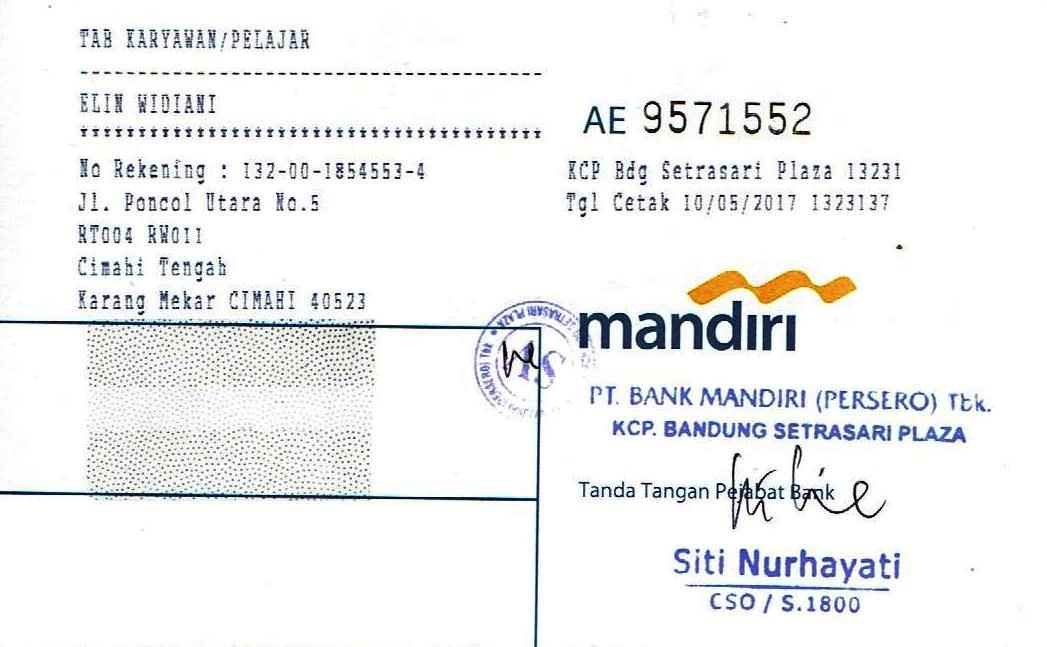 TAB KARYAWAN/PELAJAR
ELIN WIDIANI
No Rekening : 132-00-1854553-4
Jl. Poncol Utara No.5
RT004 RW011
Cimahi Tengah
Karang Mekar CIMAHI 40523
AE 9571552
KCP Bdg Setrasari Plaza 13231
Tgl Cetak 10/05/2017 1323137
mandiri
PT. BANK MANDIRI (PERSERO) Tbk.
KCP. BANDUNG SETRASARI PLAZA
Tanda Tangan Pejabat Bank
Siti Nurhayati
CSO / S.1800